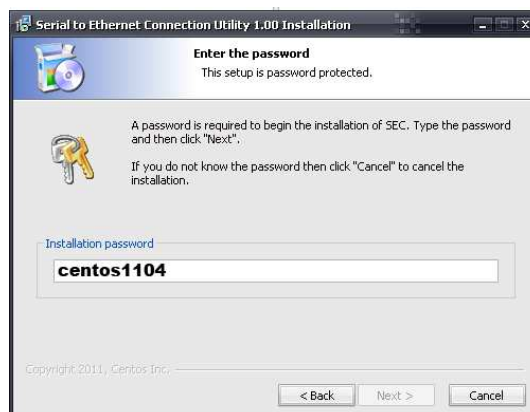 Serial to Ethernet Connection Utility 1.00 Installation
Enter the password
This setup is password protected.
A password is required to begin the installation of SEC. Type the password
and then click "Next".
If you do not know the password then click "Cancel" to cancel the
installation.
Installation password
centos1104
Copyright 2011, Centos Inc.
< Back
Next >
Cancel